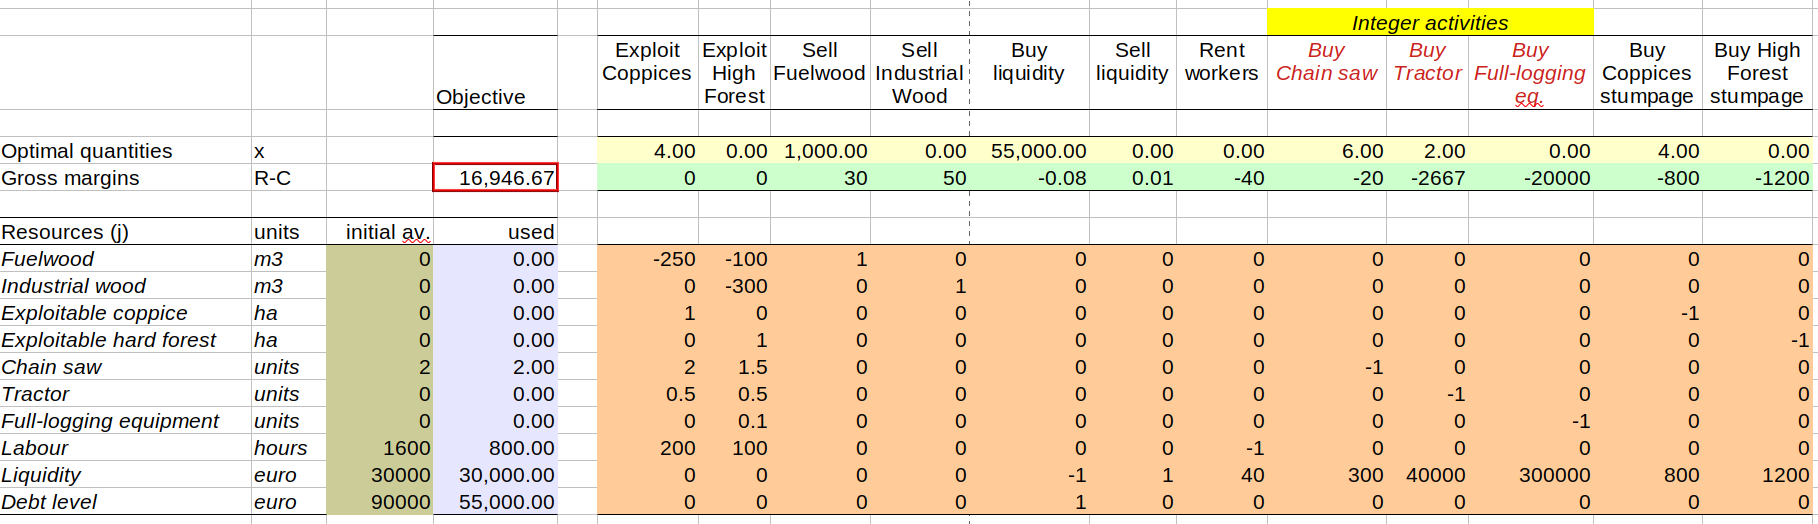 Integer activities
Exploit Coppices Exploit High Forest Sell Fuelwood Sell Industrial Wood Buy liquidity Sell liquidity Rent workers Buy Chain saw Buy Tractor Buy Full-logging eq. Buy Coppices stumpage Buy High Forest stumpage
Objective
Optimal quantities x 4.00 0.00 1,000.00 0.00 55,000.00 0.00 0.00 6.00 2.00 0.00 4.00 0.00
Gross margins R-C 16,946.67 0 0 30 50 -0.08 0.01 -40 -20 -2667 -20000 -800 -1200
Resources (j) units initial av. used
Fuelwood m3 0 0.00 -250 -100 1 0 0 0 0 0 0 0 0 0
Industrial wood m3 0 0.00 0 -300 0 1 0 0 0 0 0 0 0 0
Exploitable coppice ha 0 0.00 1 0 0 0 0 0 0 0 0 0 -1 0
Exploitable hard forest ha 0 0.00 0 1 0 0 0 0 0 0 0 0 0 -1
Chain saw units 2 2.00 2 1.5 0 0 0 0 0 -1 0 0 0 0
Tractor units 0 0.00 0.5 0.5 0 0 0 0 0 0 -1 0 0 0
Full-logging equipment units 0 0.00 0 0.1 0 0 0 0 0 0 0 -1 0 0
Labour hours 1600 800.00 200 100 0 0 0 0 -1 0 0 0 0 0
Liquidity euro 30000 30,000.00 0 0 0 0 -1 1 40 300 40000 300000 800 1200
Debt level euro 90000 55,000.00 0 0 0 0 1 0 0 0 0 0 0 0